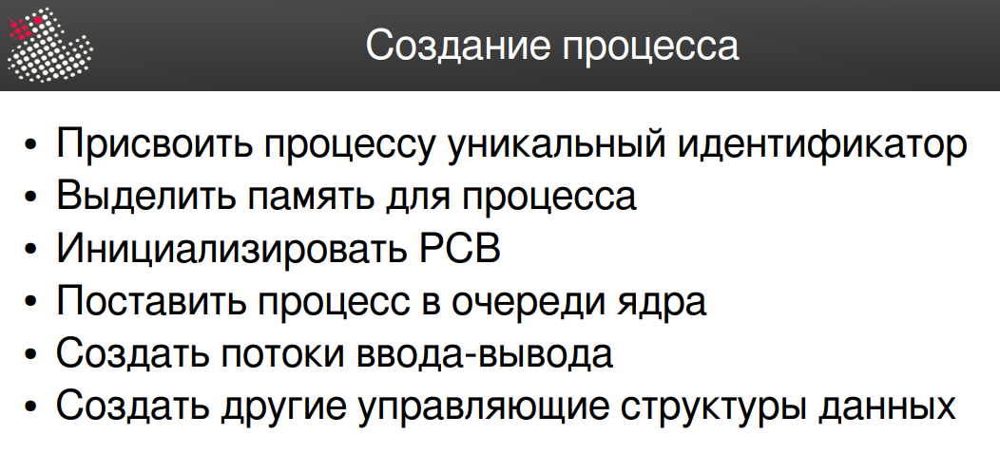 Создание процесса
• Присвоить процессу уникальный идентификатор
• Выделить память для процесса
• Инициализировать PCB
• Поставить процесс в очереди ядра
• Создать потоки ввода-вывода
• Создать другие управляющие структуры данных